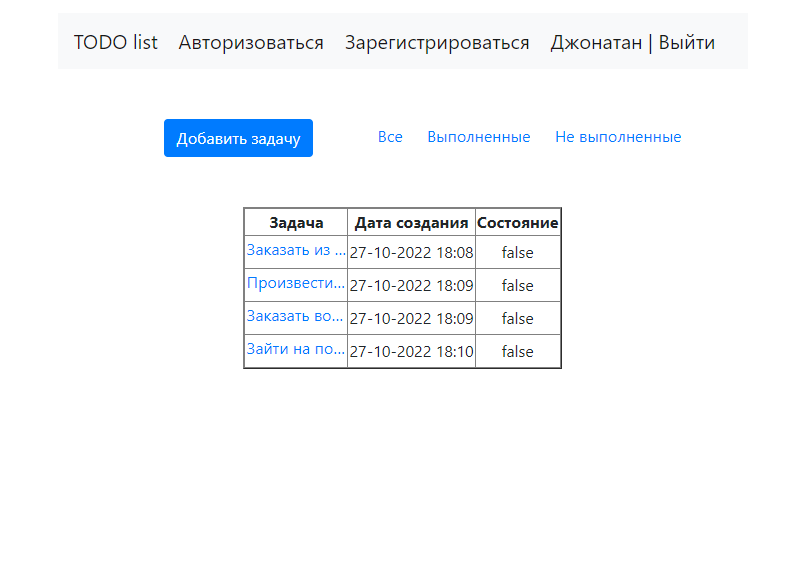 TODO list Авторизоваться Зарегистрироваться Джонатан | Выйти
Добавить задачу Все Выполненные Не выполненные
Задача Дата создания Состояние
Заказать из ... 27-10-2022 18:08 false
Произвести... 27-10-2022 18:09 false
Заказать во... 27-10-2022 18:09 false
Зайти на по... 27-10-2022 18:10 false